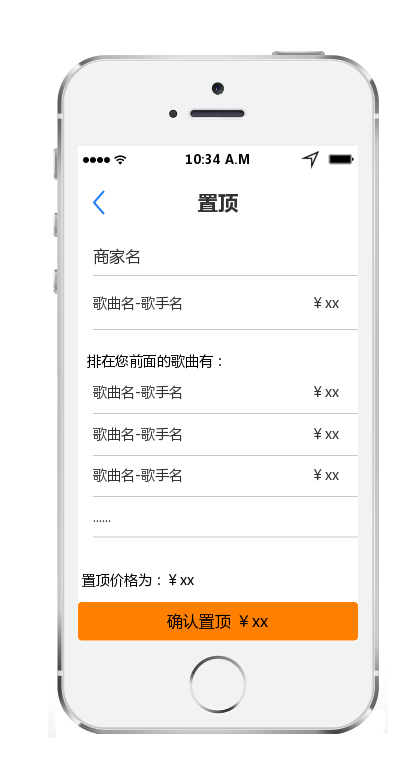 10:34 A.M
置顶
商家名
歌曲名-歌手名 ￥xx
排在您前面的歌曲有：
歌曲名-歌手名 ￥xx
歌曲名-歌手名 ￥xx
歌曲名-歌手名 ￥xx
......
置顶价格为：￥xx
确认置顶 ￥xx